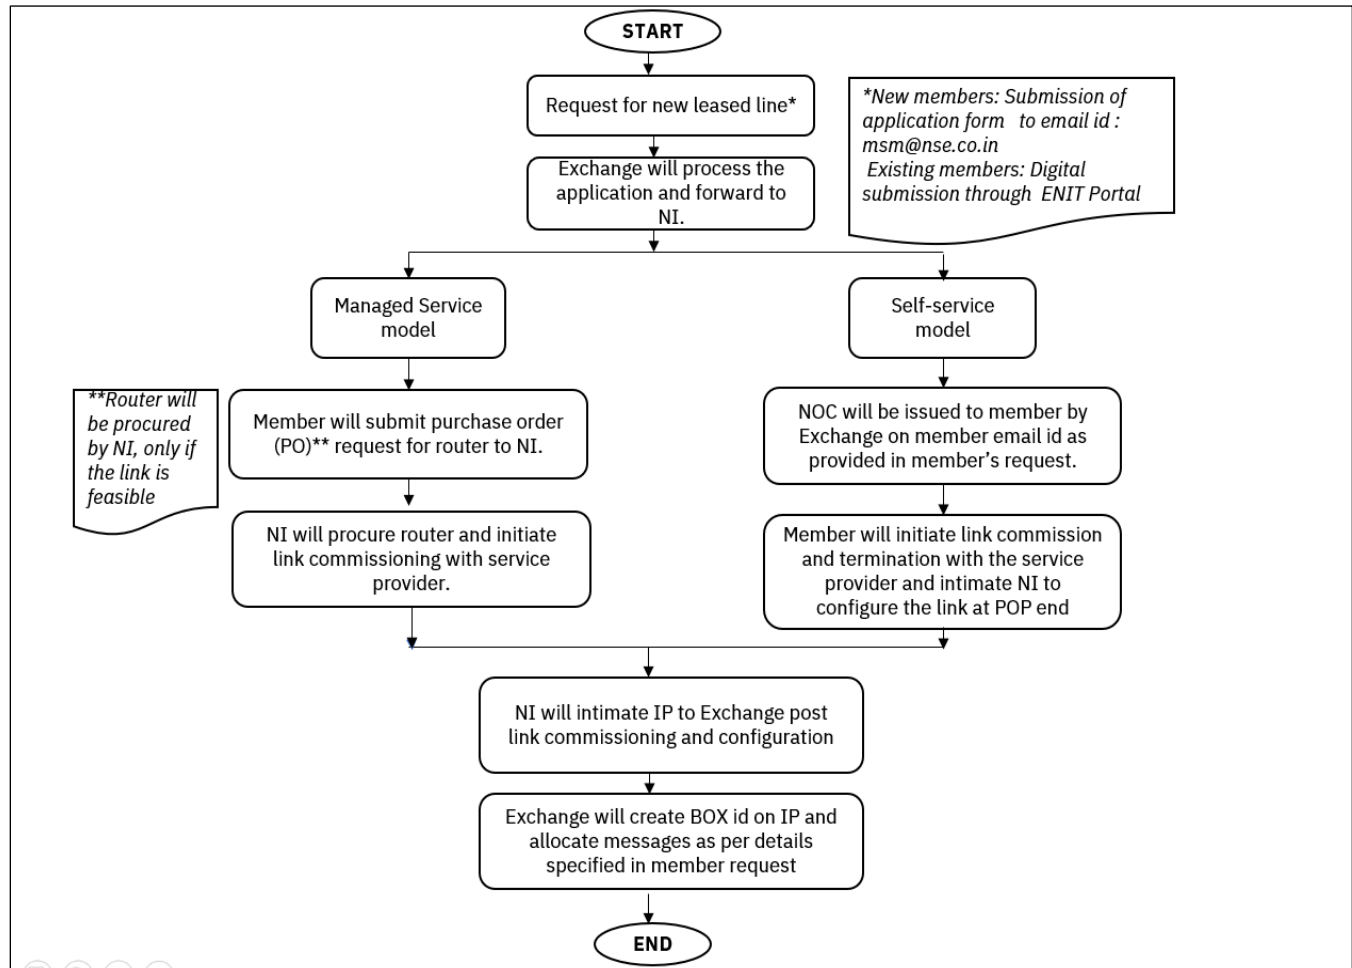 START
Request for new leased line*
*New members: Submission of
application form to email id :
msm@nse.co.in
Existing members: Digital
submission through ENIT Portal
Exchange will process the
application and forward to
NI.
Managed Service
model
Self-service
model
**Router will
be procured
by NI, only if
the link is
feasible
Member will submit purchase order
(PO)** request for router to NI.
NOC will be issued to member by
Exchange on member email id as
provided in member's request.
NI will procure router and initiate
link commissioning with service
provider.
Member will initiate link commission
and termination with the service
provider and intimate NI to
configure the link at POP end
NI will intimate IP to Exchange post
link commissioning and configuration
Exchange will create BOX id on IP and
allocate messages as per details
specified in member request
END